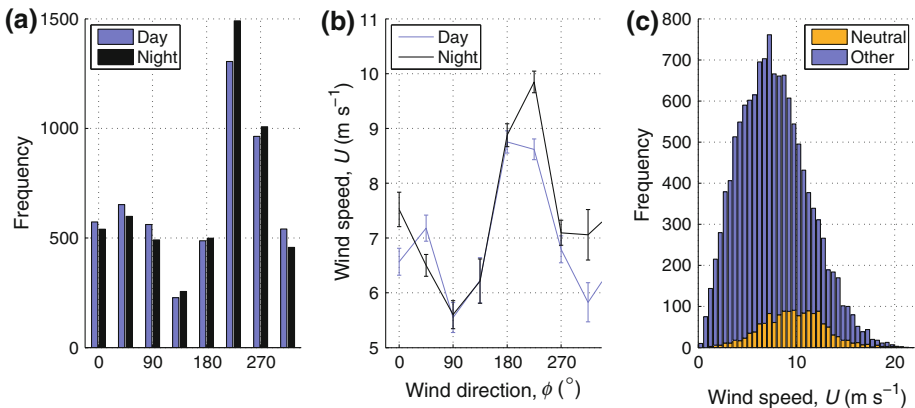 (a)
Day
Night
1500
1000
500
0
Frequency
0 90 180 270
(b)
Day
Night
11
10
9
8
7
6
5
Wind speed, U (m s⁻¹)
0 90 180 270
Wind direction, ϕ (°)
(c)
Neutral
Other
800
700
600
500
400
300
200
100
0
Frequency
0 10 20
Wind speed, U (m s⁻¹)